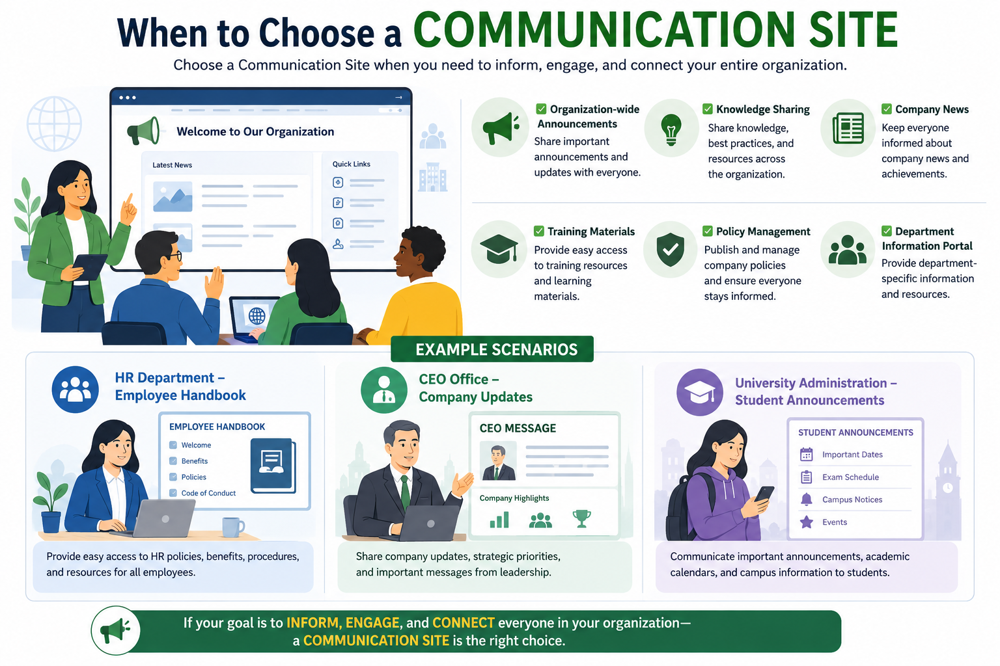 When to Choose a COMMUNICATION SITE
Choose a Communication Site when you need to inform, engage, and connect your entire organization.
Welcome to Our Organization
Latest News
Quick Links
Organization-wide
Announcements
Share important
announcements and
updates with everyone.
Knowledge Sharing
Share knowledge,
best practices, and
resources across
the organization.
Company News
Keep everyone
informed about
company news and
achievements.
Training Materials
Provide easy access
to training resources
and learning
materials.
Policy Management
Publish and manage
company policies
and ensure everyone
stays informed.
Department
Information Portal
Provide department-
specific information
and resources.
EXAMPLE SCENARIOS
HR Department –
Employee Handbook
EMPLOYEE HANDBOOK
Welcome
Benefits
Policies
Code of Conduct
Provide easy access to HR policies, benefits, procedures,
and resources for all employees.
CEO Office –
Company Updates
CEO MESSAGE
Company Highlights
Share company updates, strategic priorities,
and important messages from leadership.
University Administration –
Student Announcements
STUDENT ANNOUNCEMENTS
Important Dates
Exam Schedule
Campus Notices
Events
Communicate important announcements, academic
calendars, and campus information to students.
If your goal is to INFORM, ENGAGE, and CONNECT everyone in your organization—
a COMMUNICATION SITE is the right choice.